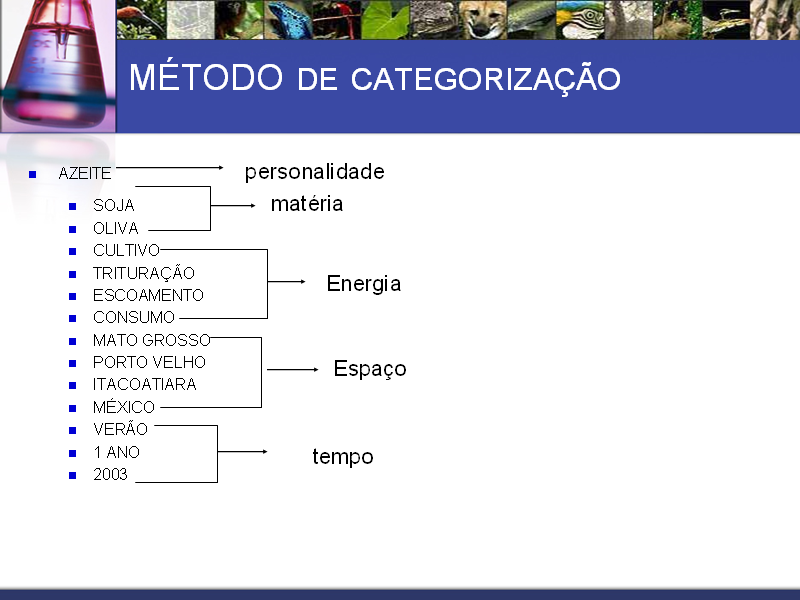 MÉTODO DE CATEGORIZAÇÃO
AZEITE
personalidade
SOJA
matéria
OLIVA
CULTIVO
TRITURAÇÃO
Energia
ESCOAMENTO
CONSUMO
MATO GROSSO
PORTO VELHO
Espaço
ITACOATIARA
MÉXICO
VERÃO
1 ANO
tempo
2003